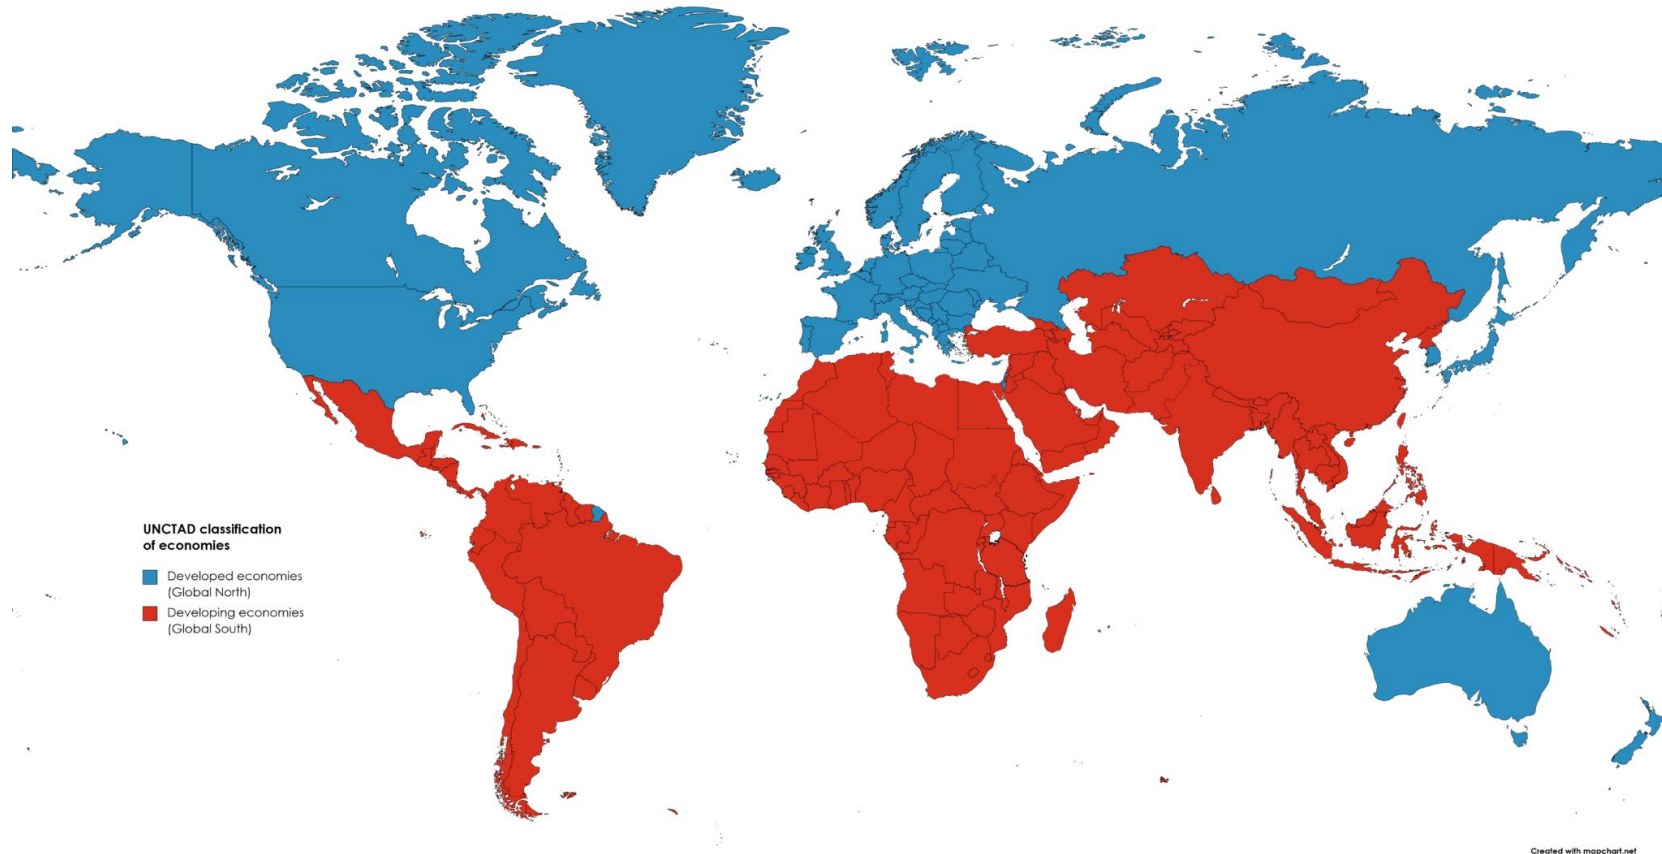 UNCTAD classification
of economies
Developed economies
(Global North)
Developing economies
(Global South)
Created with mapchart.net